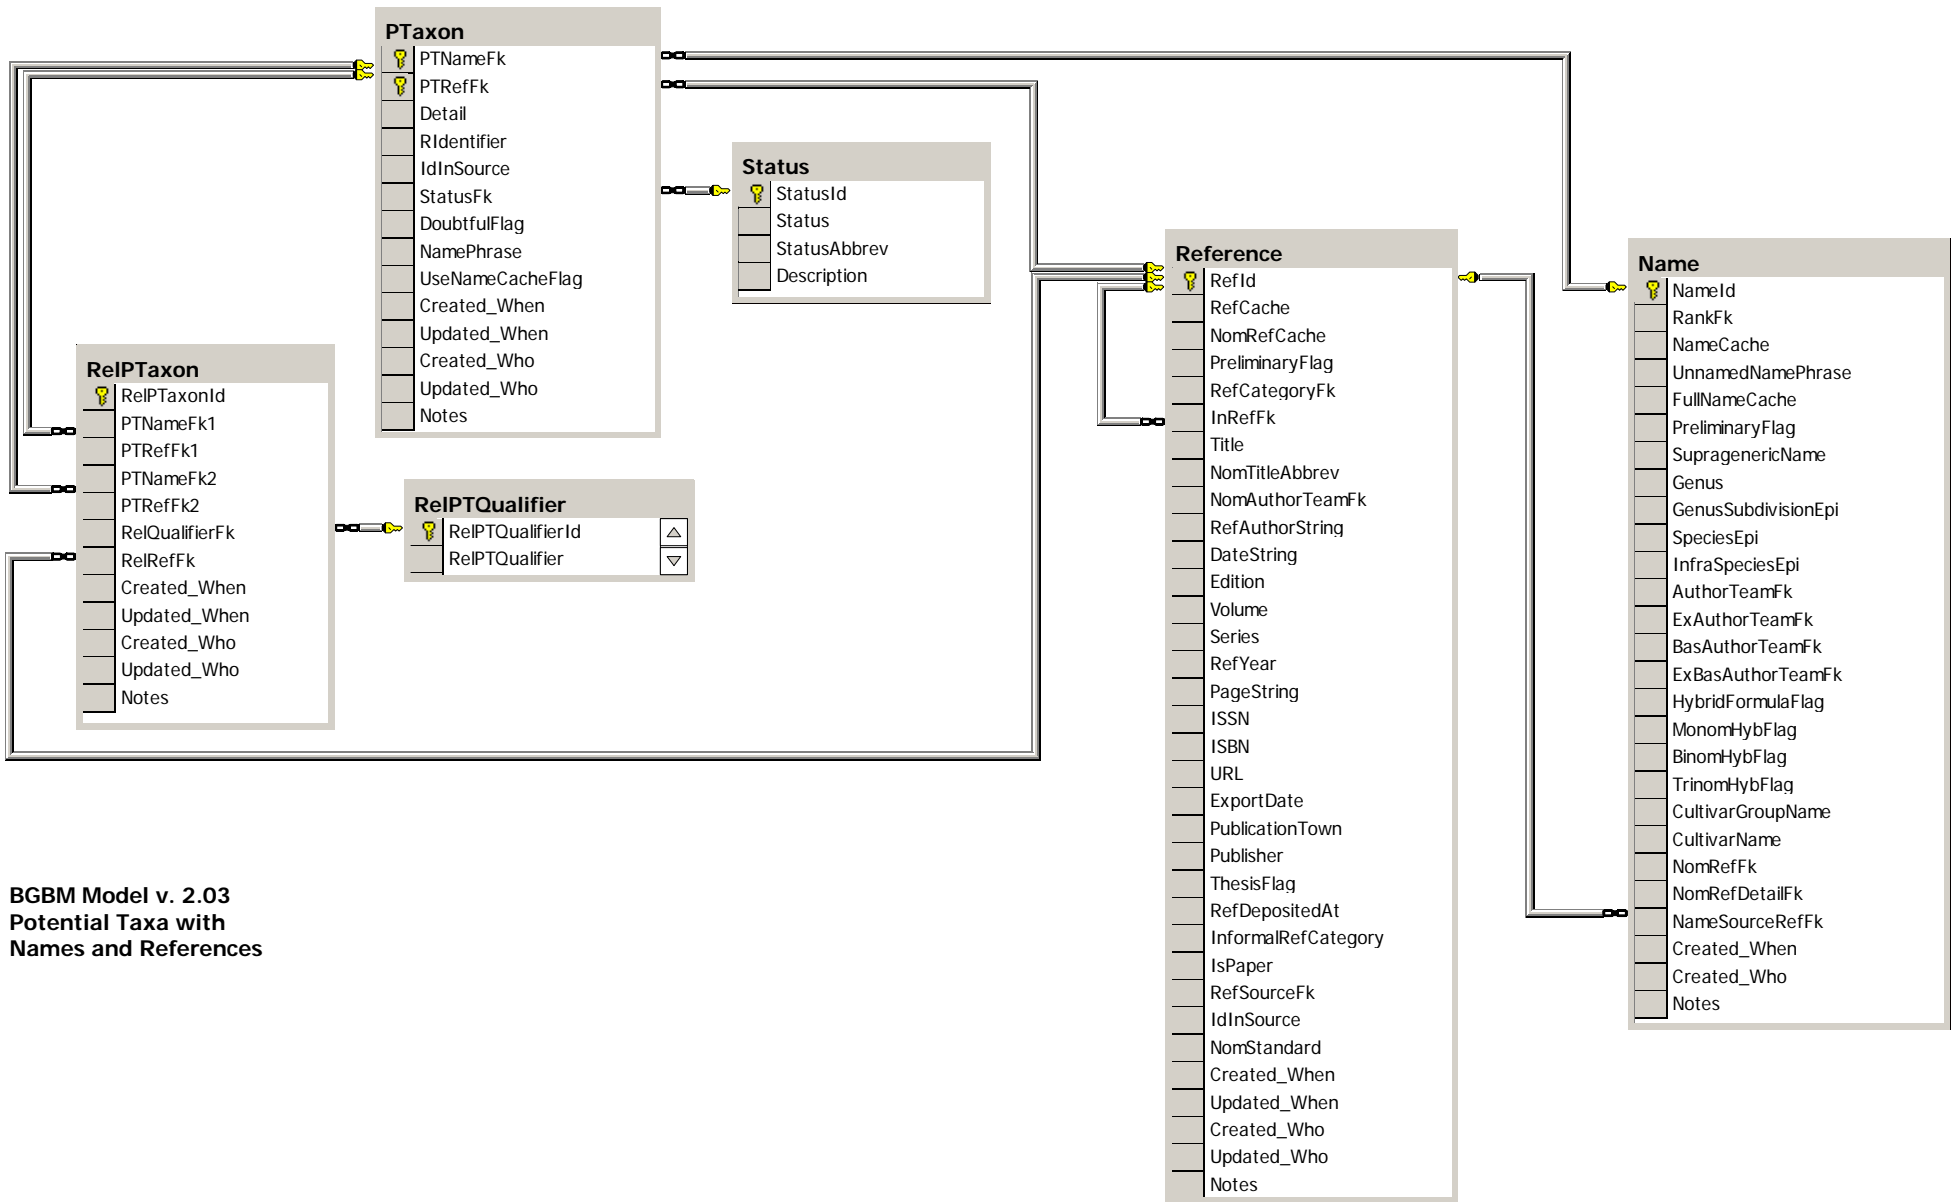 PTaxon
PTNameFk
PTRefFk
Detail
RIdentifier
IdInSource
StatusFk
DoubtfulFlag
NamePhrase
UseNameCacheFlag
Created_When
Updated_When
Created_Who
Updated_Who
Notes
Status
StatusId
Status
StatusAbbrev
Description
RelPTaxon
RelPTaxonId
PTNameFk1
PTRefFk1
PTNameFk2
PTRefFk2
RelQualifierFk
RelRefFk
Created_When
Updated_When
Created_Who
Updated_Who
Notes
RelPTQualifier
RelPTQualifierId
RelPTQualifier
Reference
RefId
RefCache
NomRefCache
PreliminaryFlag
RefCategoryFk
InRefFk
Title
NomTitleAbbrev
NomAuthorTeamFk
RefAuthorString
DateString
Edition
Volume
Series
RefYear
PageString
ISSN
ISBN
URL
ExportDate
PublicationTown
Publisher
ThesisFlag
RefDepositedAt
InformalRefCategory
IsPaper
RefSourceFk
IdInSource
NomStandard
Created_When
Updated_When
Created_Who
Updated_Who
Notes
Name
NameId
RankFk
NameCache
UnnamedNamePhrase
FullNameCache
PreliminaryFlag
SupragenericName
Genus
GenusSubdivisionEpi
SpeciesEpi
InfraSpeciesEpi
AuthorTeamFk
ExAuthorTeamFk
BasAuthorTeamFk
ExBasAuthorTeamFk
HybridFormulaFlag
MonomHybFlag
BinomHybFlag
TrinomHybFlag
CultivarGroupName
CultivarName
NomRefFk
NomRefDetailFk
NameSourceRefFk
Created_When
Created_Who
Notes
BGBM Model v. 2.03
Potential Taxa with
Names and References